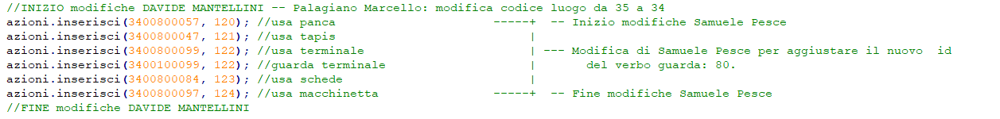 //INIZIO modifiche DAVIDE MANTELLINI -- Palagiano Marcello: modifica codice luogo da 35 a 34
azioni.inserisci(3400800057, 120); //usa panca                      -----+  -- Inizio modifiche Samuele Pesce
azioni.inserisci(3400800047, 121); //usa tapis                           |
azioni.inserisci(3400800099, 122); //usa terminale                       | --- Modifica di Samuele Pesce per aggiustare il nuovo  id
azioni.inserisci(3400100099, 122); //guarda terminale                    |       del verbo guarda: 80.
azioni.inserisci(3400800084, 123); //usa schede                          |
azioni.inserisci(3400800097, 124); //usa macchinetta                -----+  -- Fine modifiche Samuele Pesce
//FINE modifiche DAVIDE MANTELLINI